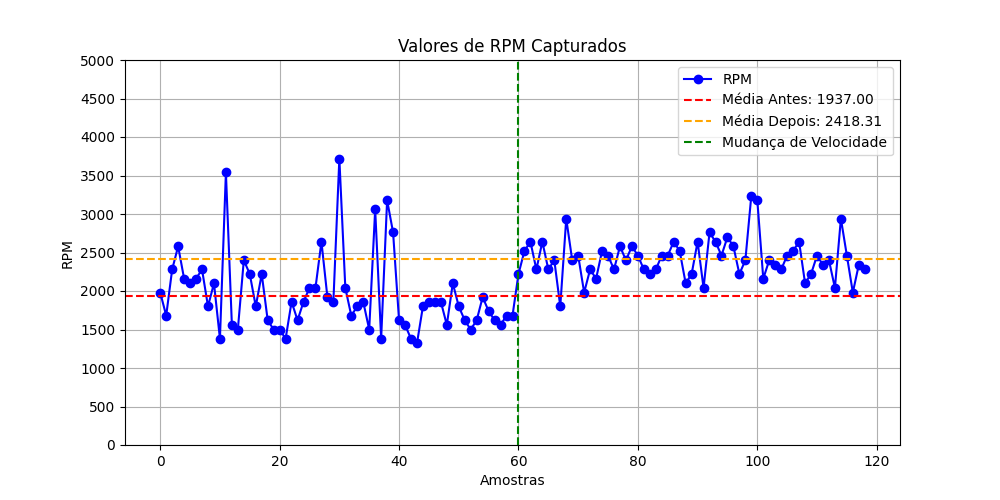 Valores de RPM Capturados
5000
4500
4000
3500
3000
2500
2000
1500
1000
500
0
RPM
RPM
Média Antes: 1937.00
Média Depois: 2418.31
Mudança de Velocidade
0 20 40 60 80 100 120
Amostras